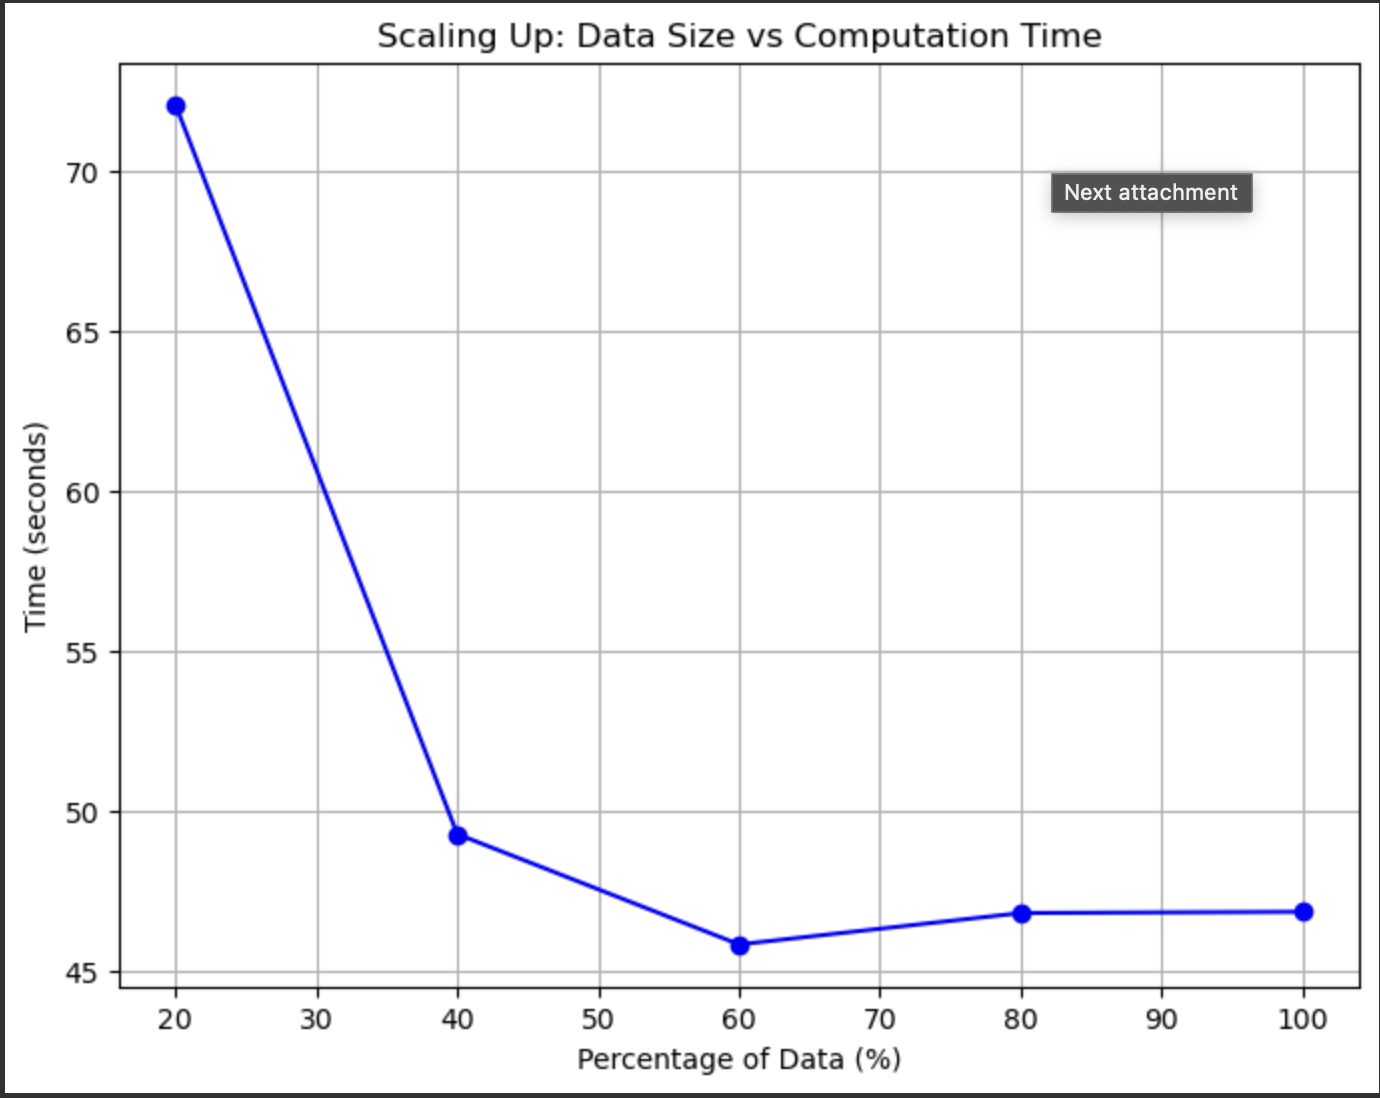 Scaling Up: Data Size vs Computation Time
70
Next attachment
65
60
55
50
45
Time (seconds)
20 30 40 50 60 70 80 90 100
Percentage of Data (%)